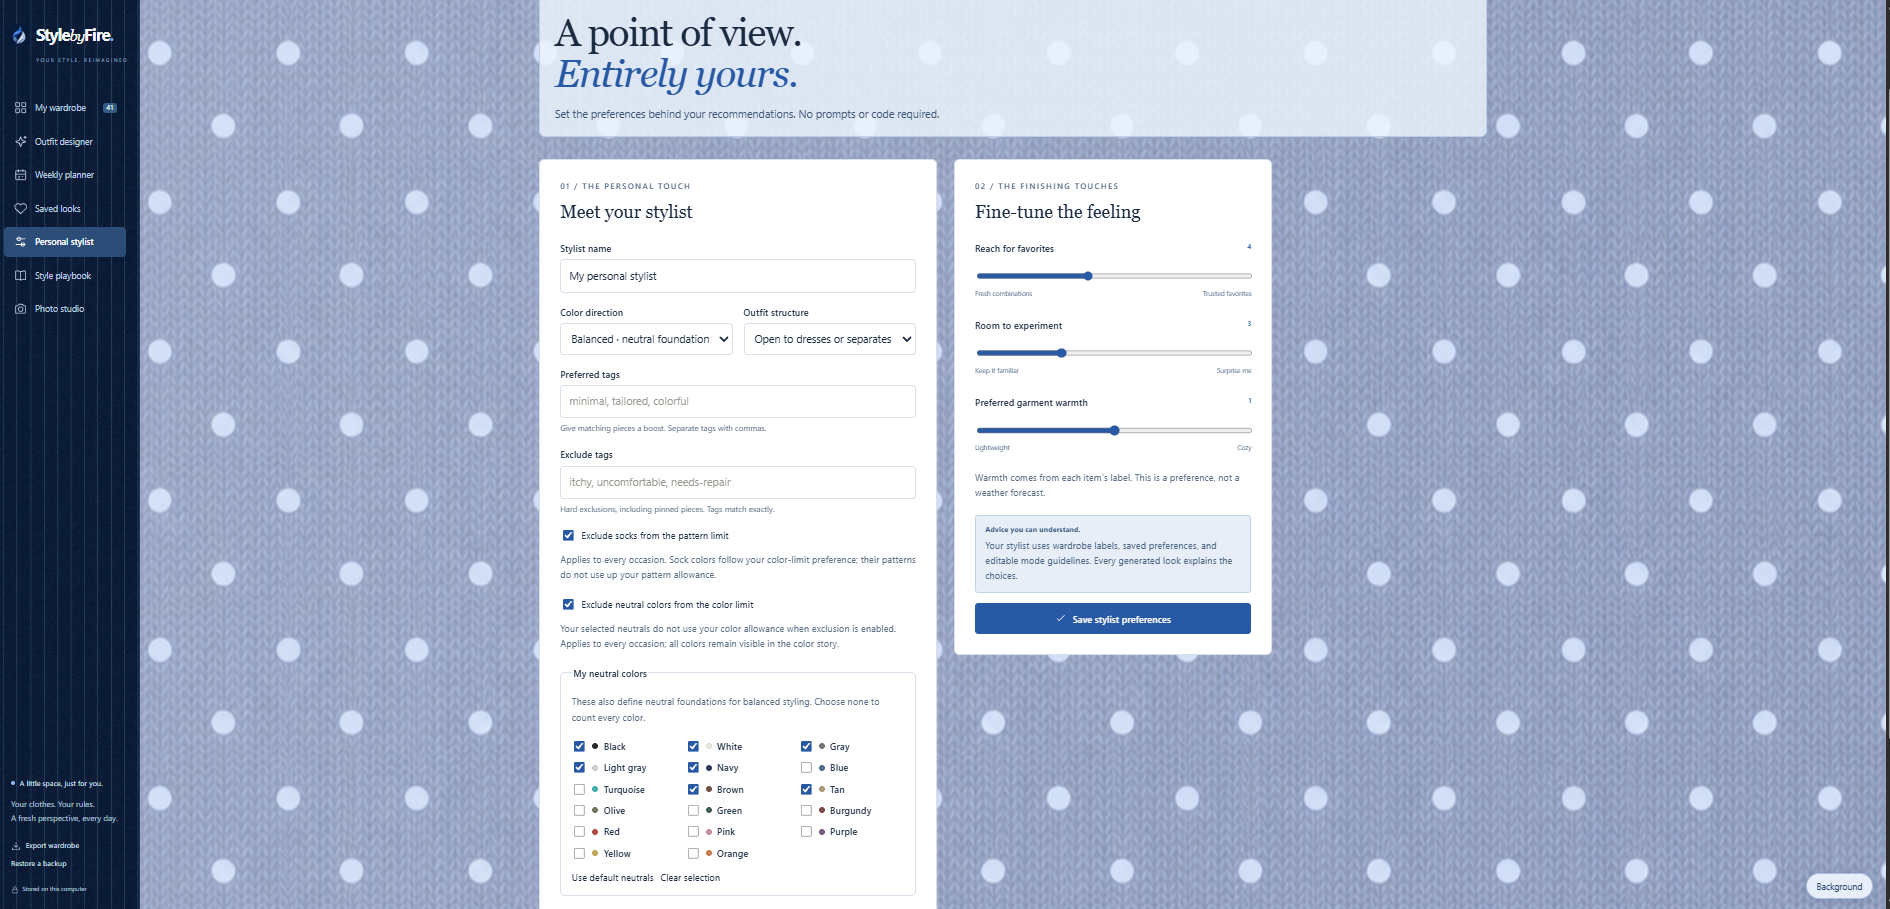 StylebyFire.
YOUR STYLE, REIMAGINED
My wardrobe 41
Outfit designer
Weekly planner
Saved looks
Personal stylist
Style playbook
Photo studio
A little space, just for you.
Your clothes. Your rules.
A fresh perspective, every day.
Export wardrobe
Restore a backup
Stored on this computer
A point of view.
Entirely yours.
Set the preferences behind your recommendations. No prompts or code required.
01 / THE PERSONAL TOUCH
Meet your stylist
Stylist name
My personal stylist
Color direction Outfit structure
Balanced · neutral foundation Open to dresses or separates
Preferred tags
minimal, tailored, colorful
Give matching pieces a boost. Separate tags with commas.
Exclude tags
itchy, uncomfortable, needs-repair
Hard exclusions, including pinned pieces. Tags match exactly.
Exclude socks from the pattern limit
Applies to every occasion. Sock colors follow your color-limit preference; their patterns
do not use up your pattern allowance.
Exclude neutral colors from the color limit
Your selected neutrals do not use your color allowance when exclusion is enabled.
Applies to every occasion; all colors remain visible in the color story.
My neutral colors
These also define neutral foundations for balanced styling. Choose none to
count every color.
Black White Gray
Light gray Navy Blue
Turquoise Brown Tan
Olive Green Burgundy
Red Pink Purple
Yellow Orange
Use default neutrals Clear selection
02 / THE FINISHING TOUCHES
Fine-tune the feeling
Reach for favorites 4
Fresh combinations Trusted favorites
Room to experiment 3
Keep it familiar Surprise me
Preferred garment warmth 1
Lightweight Cozy
Warmth comes from each item's label. This is a preference, not a
weather forecast.
Advice you can understand.
Your stylist uses wardrobe labels, saved preferences, and
editable mode guidelines. Every generated look explains the
choices.
Save stylist preferences
Background